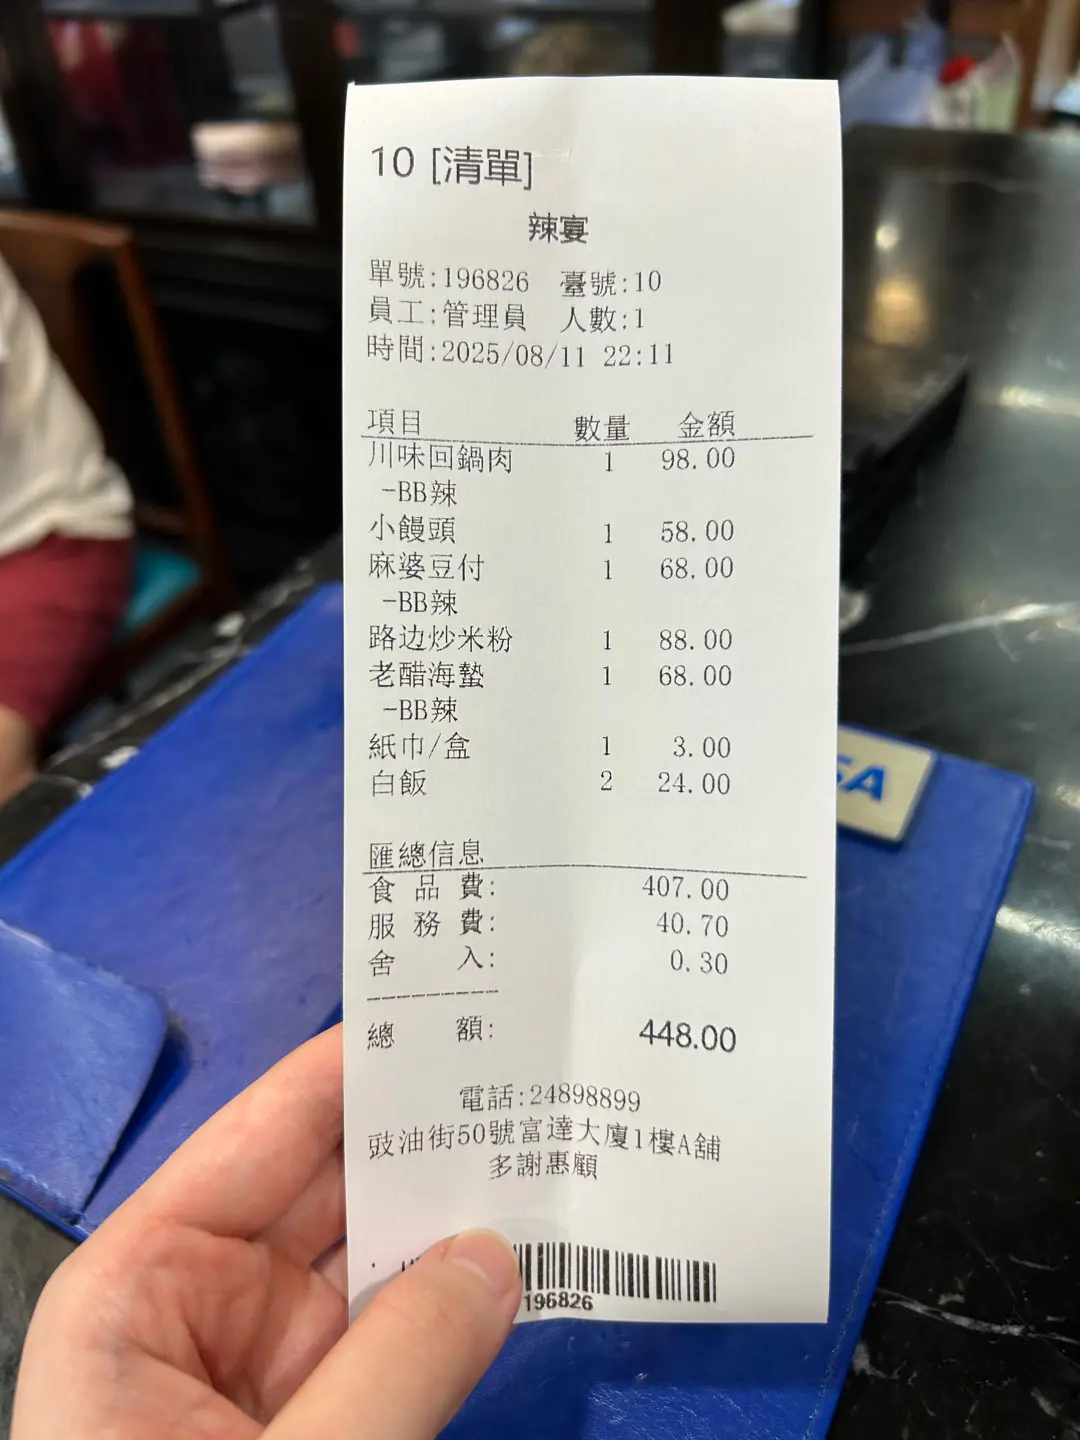 10 [清單]
辣宴
單號:196826 臺號:10
員工:管理員 人數:1
時間:2025/08/11 22:11
項目 數量 金額
川味回鍋肉 1 98.00
-BB辣
小饅頭 1 58.00
麻婆豆付 1 68.00
-BB辣
路边炒米粉 1 88.00
老醋海蟄 1 68.00
-BB辣
紙巾/盒 1 3.00
白飯 2 24.00
匯總信息
食品費: 407.00
服務費: 40.70
舍入: 0.30
---------
總額: 448.00
電話:24898899
豉油街50號富達大廈1樓A舖
多謝惠顧
196826